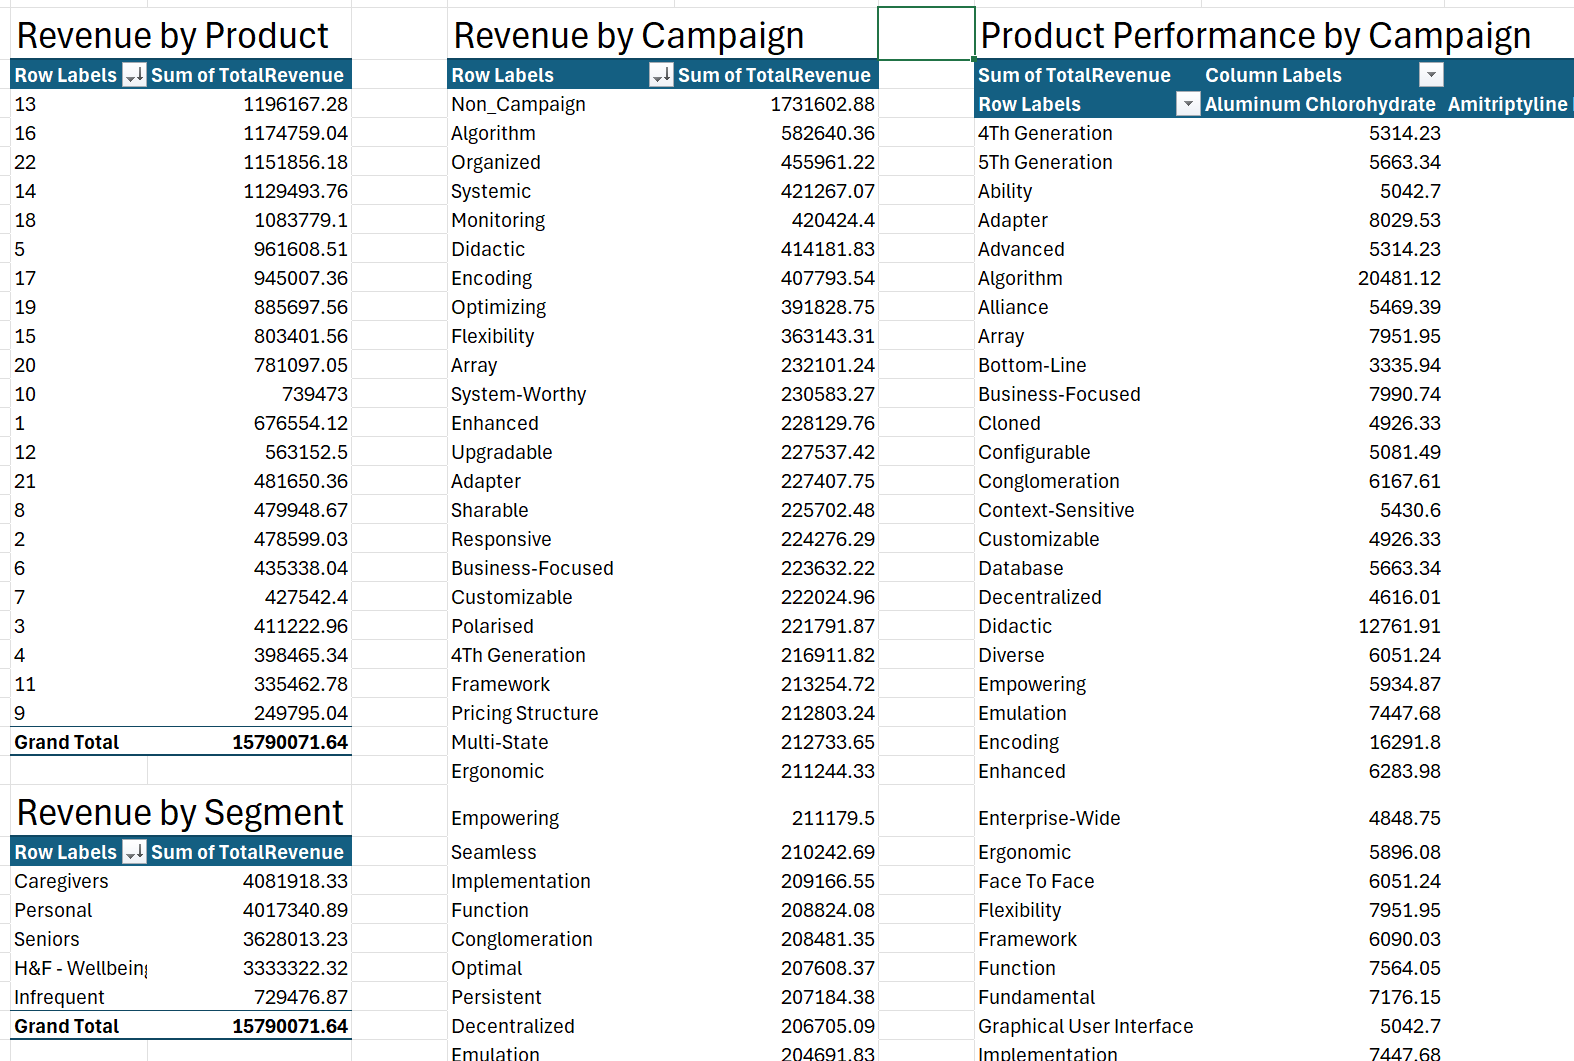 Revenue by Product
Row Labels Sum of TotalRevenue
13 1196167.28
16 1174759.04
22 1151856.18
14 1129493.76
18 1083779.1
5 961608.51
17 945007.36
19 885697.56
15 803401.56
20 781097.05
10 739473
1 676554.12
12 563152.5
21 481650.36
8 479948.67
2 478599.03
6 435338.04
7 427542.4
3 411222.96
4 398465.34
11 335462.78
9 249795.04
Grand Total 15790071.64
Revenue by Segment
Row Labels Sum of TotalRevenue
Caregivers 4081918.33
Personal 4017340.89
Seniors 3628013.23
H&F - Wellbeing 3333322.32
Infrequent 729476.87
Grand Total 15790071.64
Revenue by Campaign
Row Labels Sum of TotalRevenue
Non_Campaign 1731602.88
Algorithm 582640.36
Organized 455961.22
Systemic 421267.07
Monitoring 420424.4
Didactic 414181.83
Encoding 407793.54
Optimizing 391828.75
Flexibility 363143.31
Array 232101.24
System-Worthy 230583.27
Enhanced 228129.76
Upgradable 227537.42
Adapter 227407.75
Sharable 225702.48
Responsive 224276.29
Business-Focused 223632.22
Customizable 222024.96
Polarised 221791.87
4Th Generation 216911.82
Framework 213254.72
Pricing Structure 212803.24
Multi-State 212733.65
Ergonomic 211244.33
Empowering 211179.5
Seamless 210242.69
Implementation 209166.55
Function 208824.08
Conglomeration 208481.35
Optimal 207608.37
Persistent 207184.38
Decentralized 206705.09
Emulation 204691.83
Product Performance by Campaign
Sum of TotalRevenue Column Labels
Row Labels Aluminum Chlorohydrate Amitriptyline
4Th Generation 5314.23
5Th Generation 5663.34
Ability 5042.7
Adapter 8029.53
Advanced 5314.23
Algorithm 20481.12
Alliance 5469.39
Array 7951.95
Bottom-Line 3335.94
Business-Focused 7990.74
Cloned 4926.33
Configurable 5081.49
Conglomeration 6167.61
Context-Sensitive 5430.6
Customizable 4926.33
Database 5663.34
Decentralized 4616.01
Didactic 12761.91
Diverse 6051.24
Empowering 5934.87
Emulation 7447.68
Encoding 16291.8
Enhanced 6283.98
Enterprise-Wide 4848.75
Ergonomic 5896.08
Face To Face 6051.24
Flexibility 7951.95
Framework 6090.03
Function 7564.05
Fundamental 7176.15
Graphical User Interface 5042.7
Implementation 7447.68